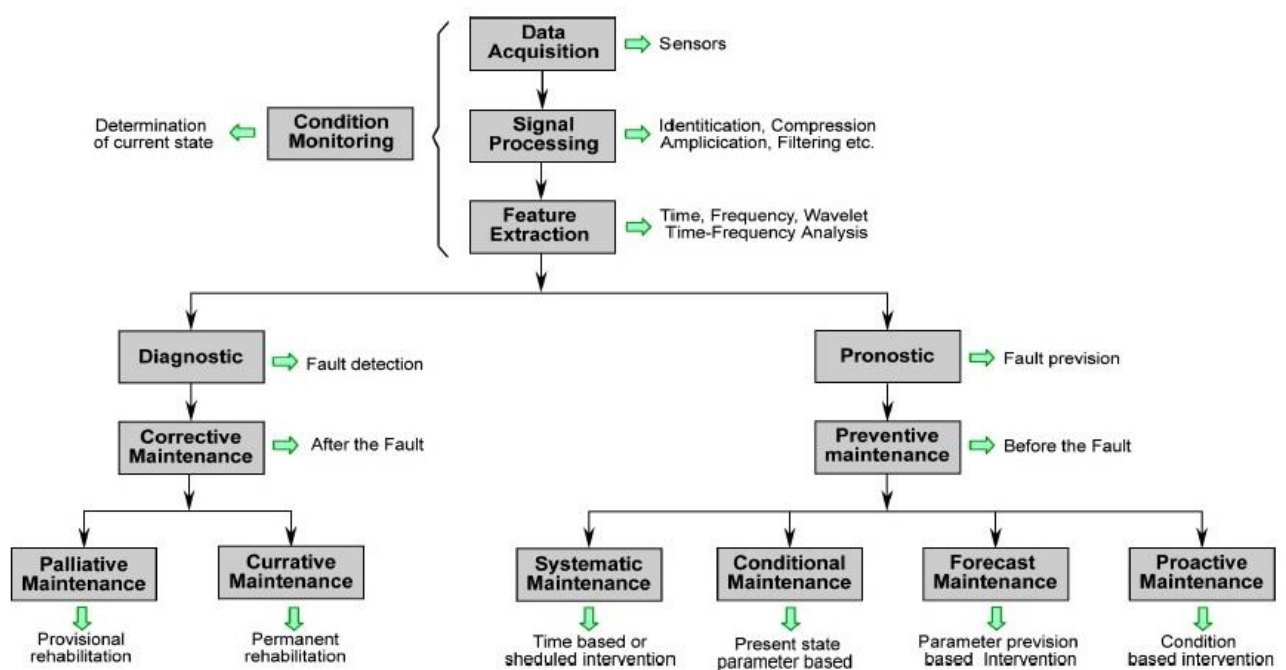 Data
Acquisition
Sensors
Condition
Monitoring
Determination
of current state
Signal
Processing
Identitication, Compression
Amplicication, Filtering etc.
Feature
Extraction
Time, Frequency, Wavelet
Time-Frequency Analysis
Diagnostic
Fault detection
Pronostic
Fault prevision
Corrective
Maintenance
After the Fault
Preventive
maintenance
Before the Fault
Palliative
Maintenance
Currative
Maintenance
Systematic
Maintenance
Conditional
Maintenance
Forecast
Maintenance
Proactive
Maintenance
Provisional
rehabilitation
Permanent
rehabilitation
Time based or
sheduled intervention
Present state
parameter based
Parameter prevision
based Intervention
Condition
based intervention